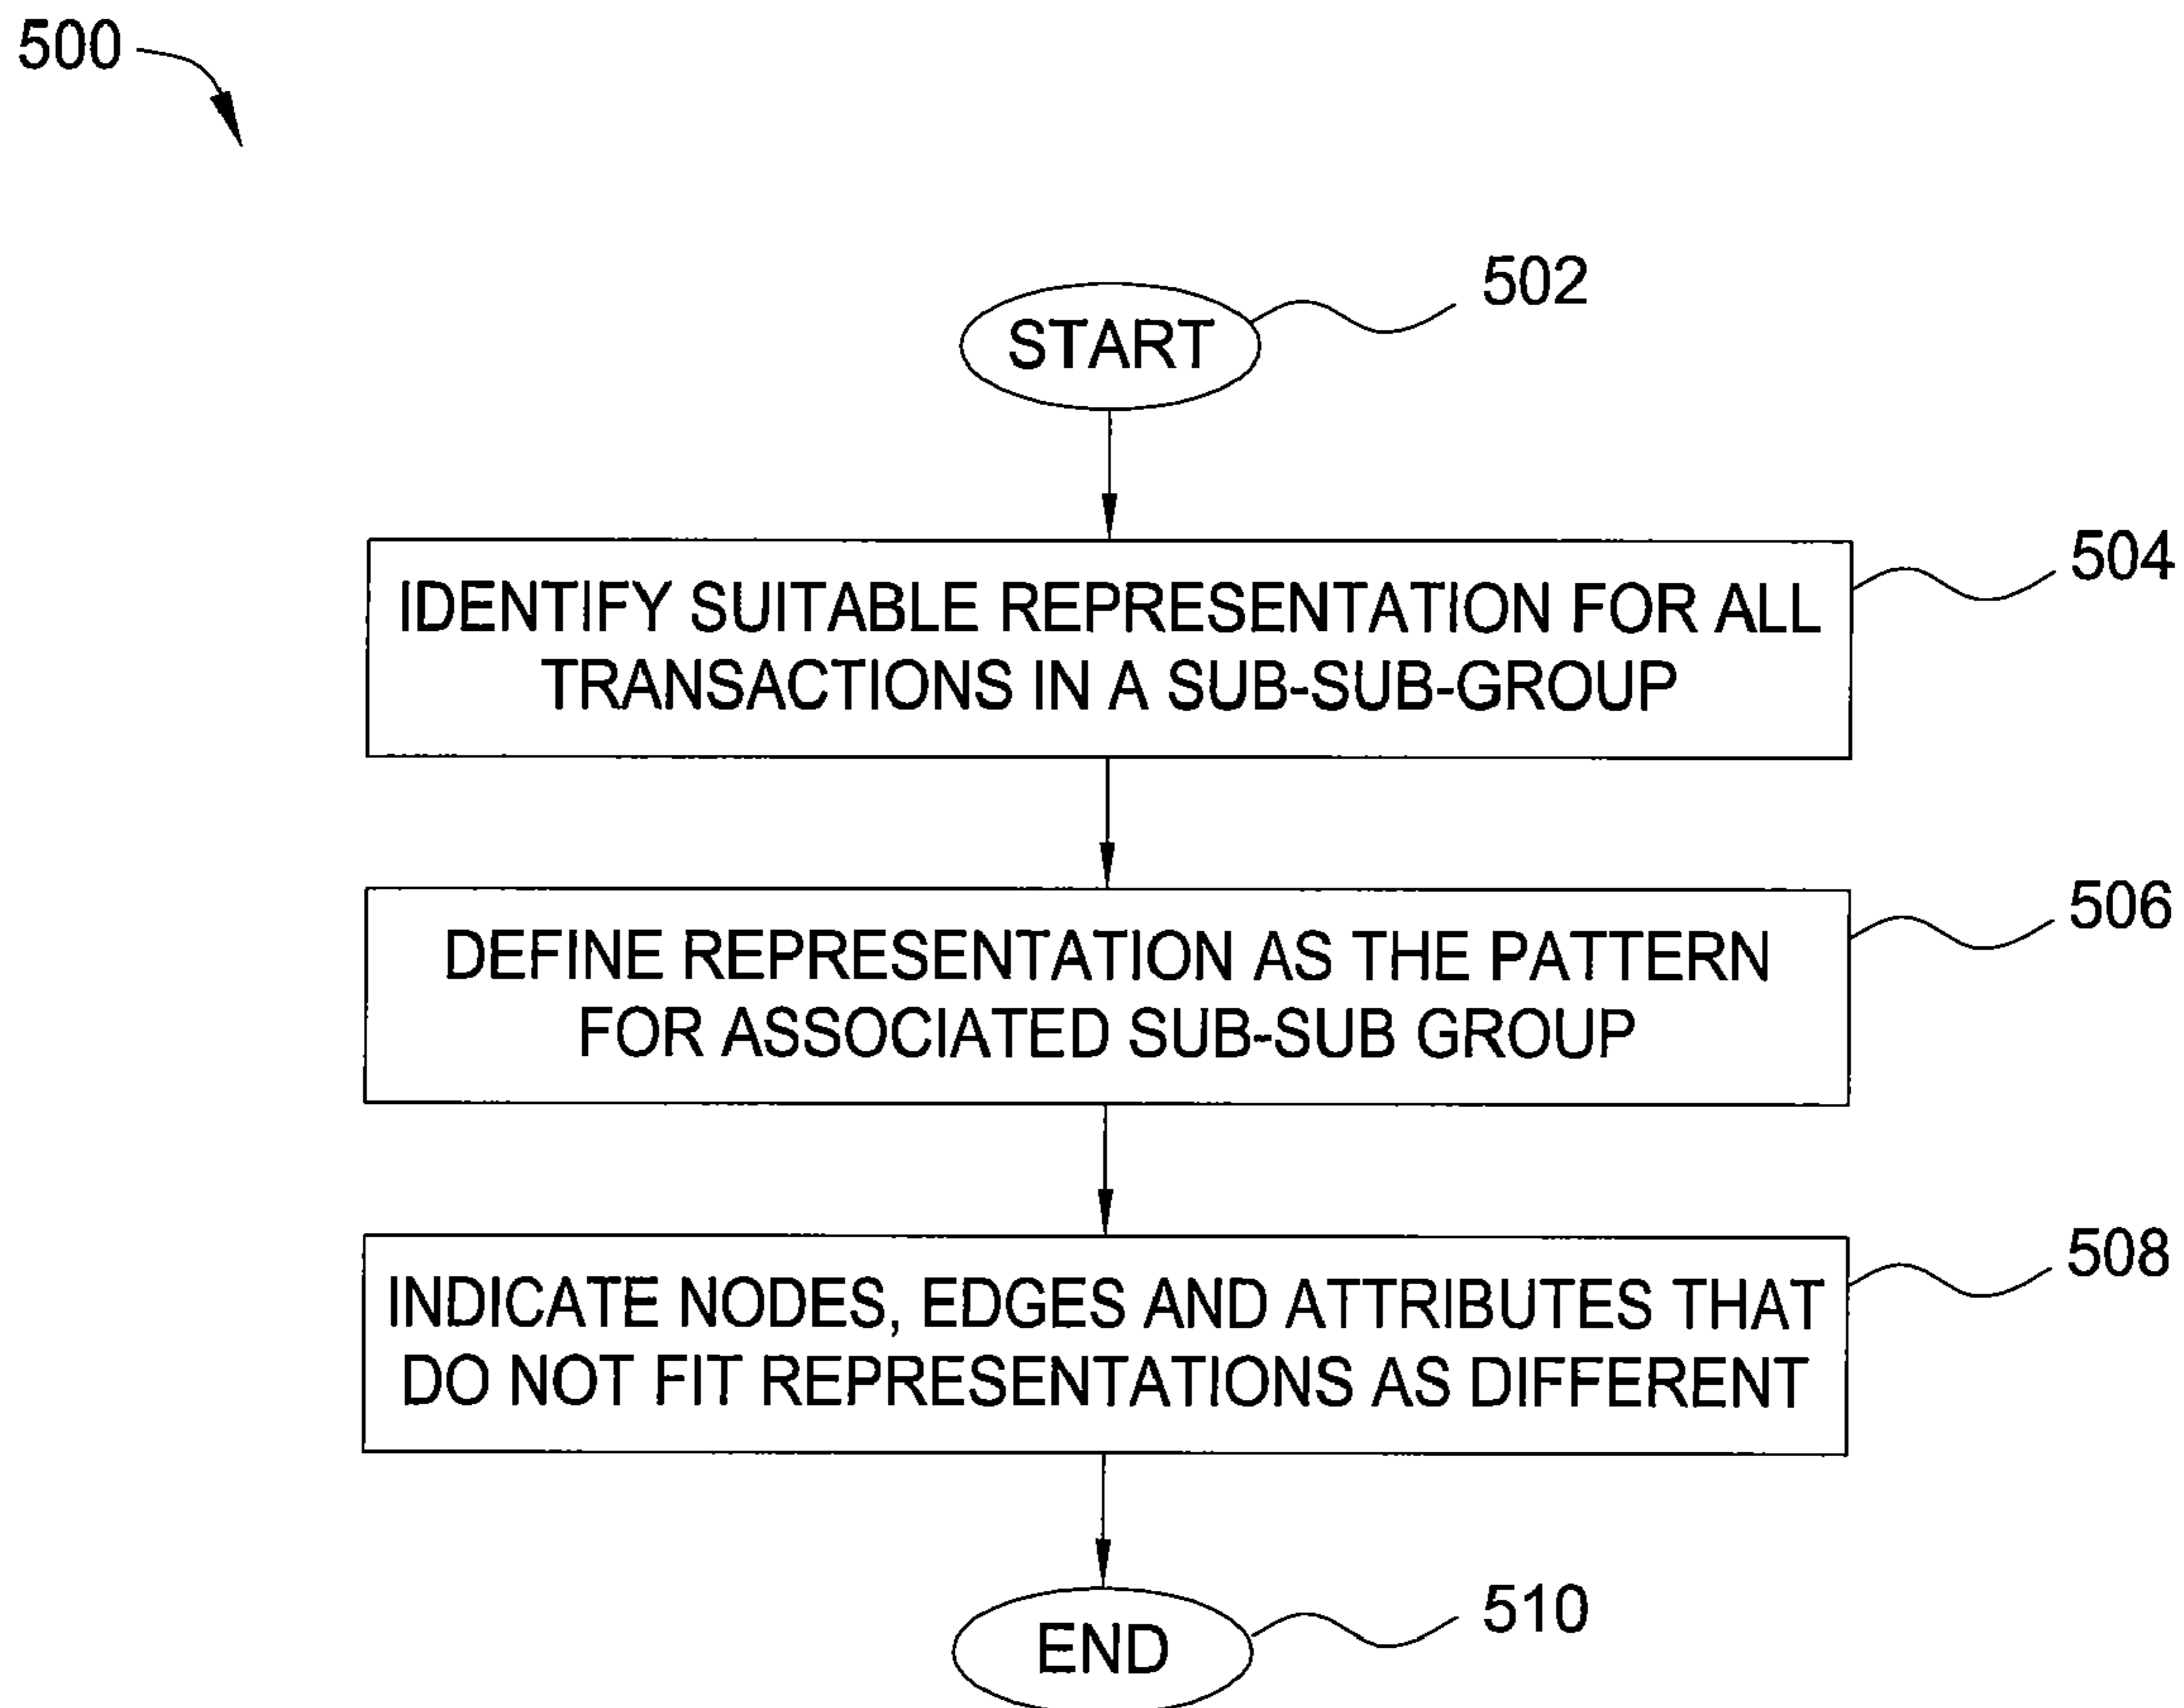 500
502
START
504
IDENTIFY SUITABLE REPRESENTATION FOR ALL
TRANSACTIONS IN A SUB-SUB-GROUP
506
DEFINE REPRESENTATION AS THE PATTERN
FOR ASSOCIATED SUB-SUB GROUP
508
INDICATE NODES, EDGES AND ATTRIBUTES THAT
DO NOT FIT REPRESENTATIONS AS DIFFERENT
510
END